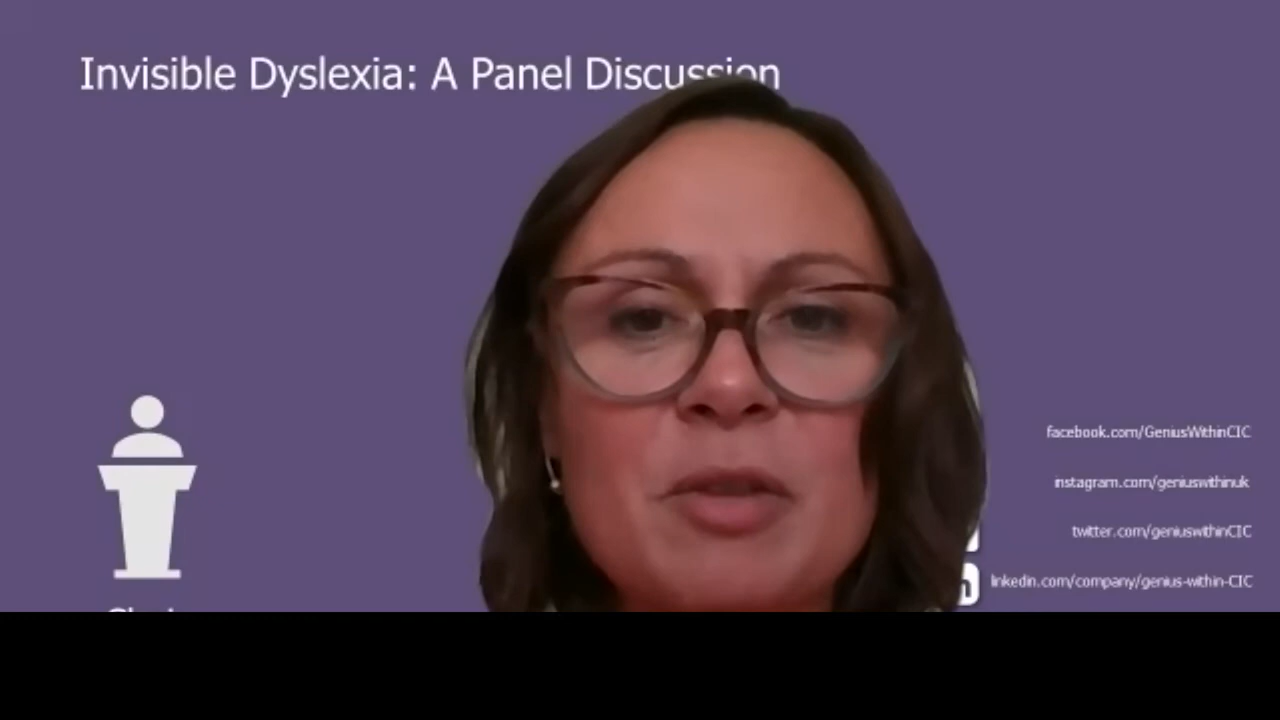 Invisible Dyslexia: A Panel Discussion
facebook.com/GeniusWithinCIC
instagram.com/geniuswithinuk
twitter.com/geniuswithinCIC
linkedin.com/company/genius-within-CIC